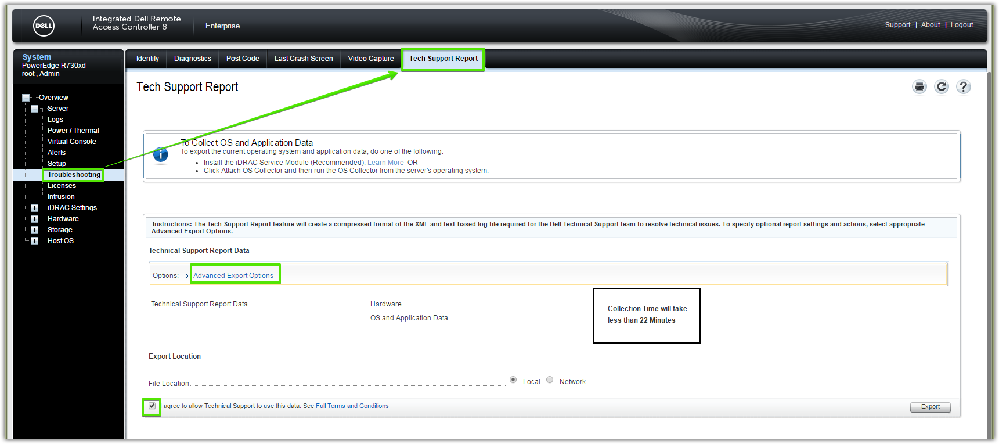 DELL
Integrated Dell Remote
Access Controller 8
Enterprise
Support | About | Logout
System
PowerEdge R730xd
root , Admin
Overview
Server
Logs
Power / Thermal
Virtual Console
Alerts
Setup
Troubleshooting
Licenses
Intrusion
iDRAC Settings
Hardware
Storage
Host OS
Identify
Diagnostics
Post Code
Last Crash Screen
Video Capture
Tech Support Report
Tech Support Report
To Collect OS and Application Data
To export the current operating system and application data, do one of the following:
• Install the iDRAC Service Module (Recommended): Learn More OR
• Click Attach OS Collector and then run the OS Collector from the server's operating system.
Instructions: The Tech Support Report feature will create a compressed format of the XML and text-based log file required for the Dell Technical Support team to resolve technical issues. To specify optional report settings and actions, select appropriate
Advanced Export Options.
Technical Support Report Data
Options: › Advanced Export Options
Technical Support Report Data Hardware
OS and Application Data
Collection Time will take
less than 22 Minutes
Export Location
File Location Local Network
agree to allow Technical Support to use this data. See Full Terms and Conditions
Export